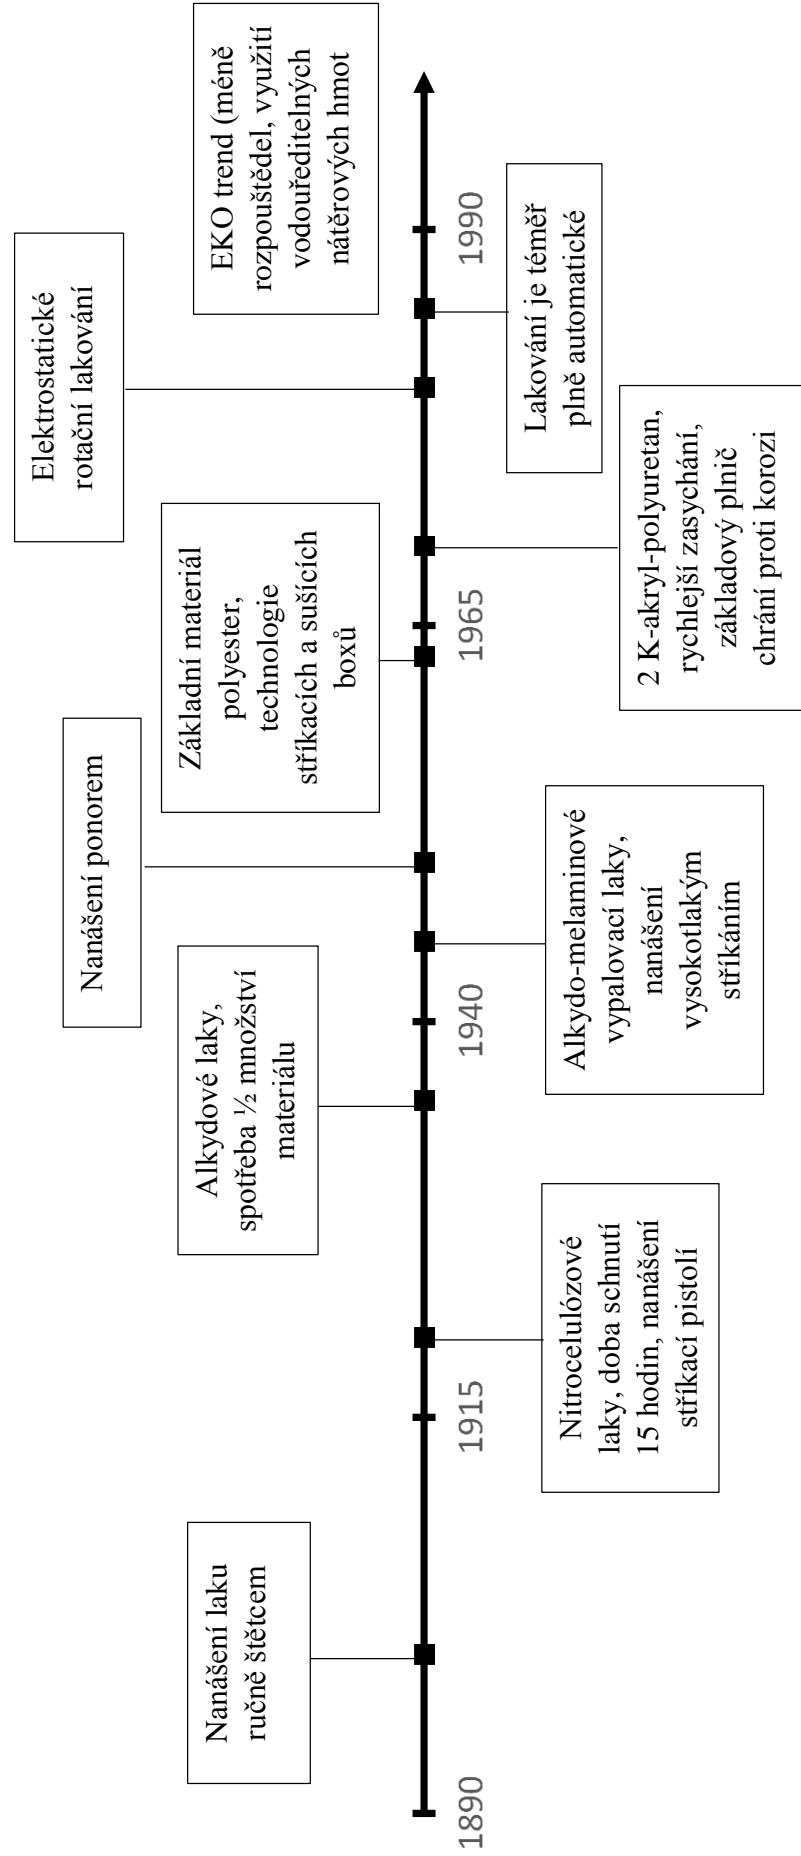 Elektrostatické
rotační lakování
EKO trend (méně
rozpouštědel, využití
vodouředitelných
nátěrových hmot
Nanášení ponorem
Základní materiál
polyester,
technologie
stříkacích a sušících
boxů
Alkydové laky,
spotřeba ½ množství
materiálu
Nanášení laku
ručně štětcem
1890
1915
1940
1965
1990
Nitrocelulózové
laky, doba schnutí
15 hodin, nanášení
stříkací pistolí
Alkydo-melaminové
vypalovací laky,
nanášení
vysokotlakým
stříkáním
2 K-akryl-polyuretan,
rychlejší zasychání,
základový plnič
chrání proti korozi
Lakování je téměř
plně automatické